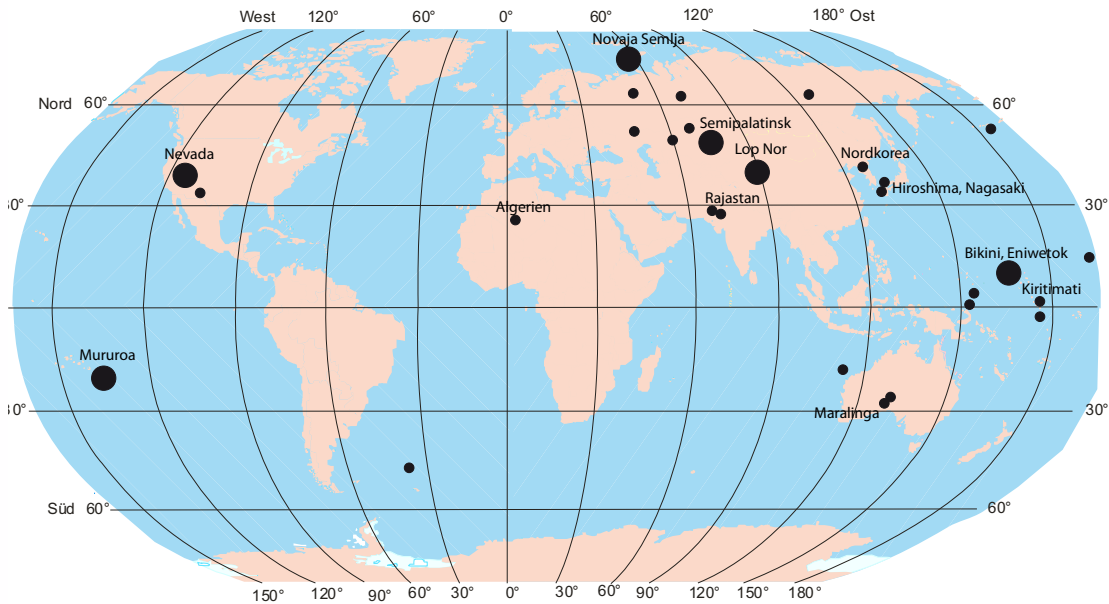 West 120° 60° 0° 60° 120° 180° Ost
Novaja Semlja
Nord 60° 60°
Semipalatinsk
Lop Nor
Nevada
Nordkorea
Hiroshima, Nagasaki
Rajastan
30° 30°
Algerien
Bikini, Eniwetok
Kiritimati
Mururoa
Maralinga
30° 30°
Süd 60° 60°
150° 120° 90° 60° 30° 0° 30° 60° 90° 120° 150° 180°